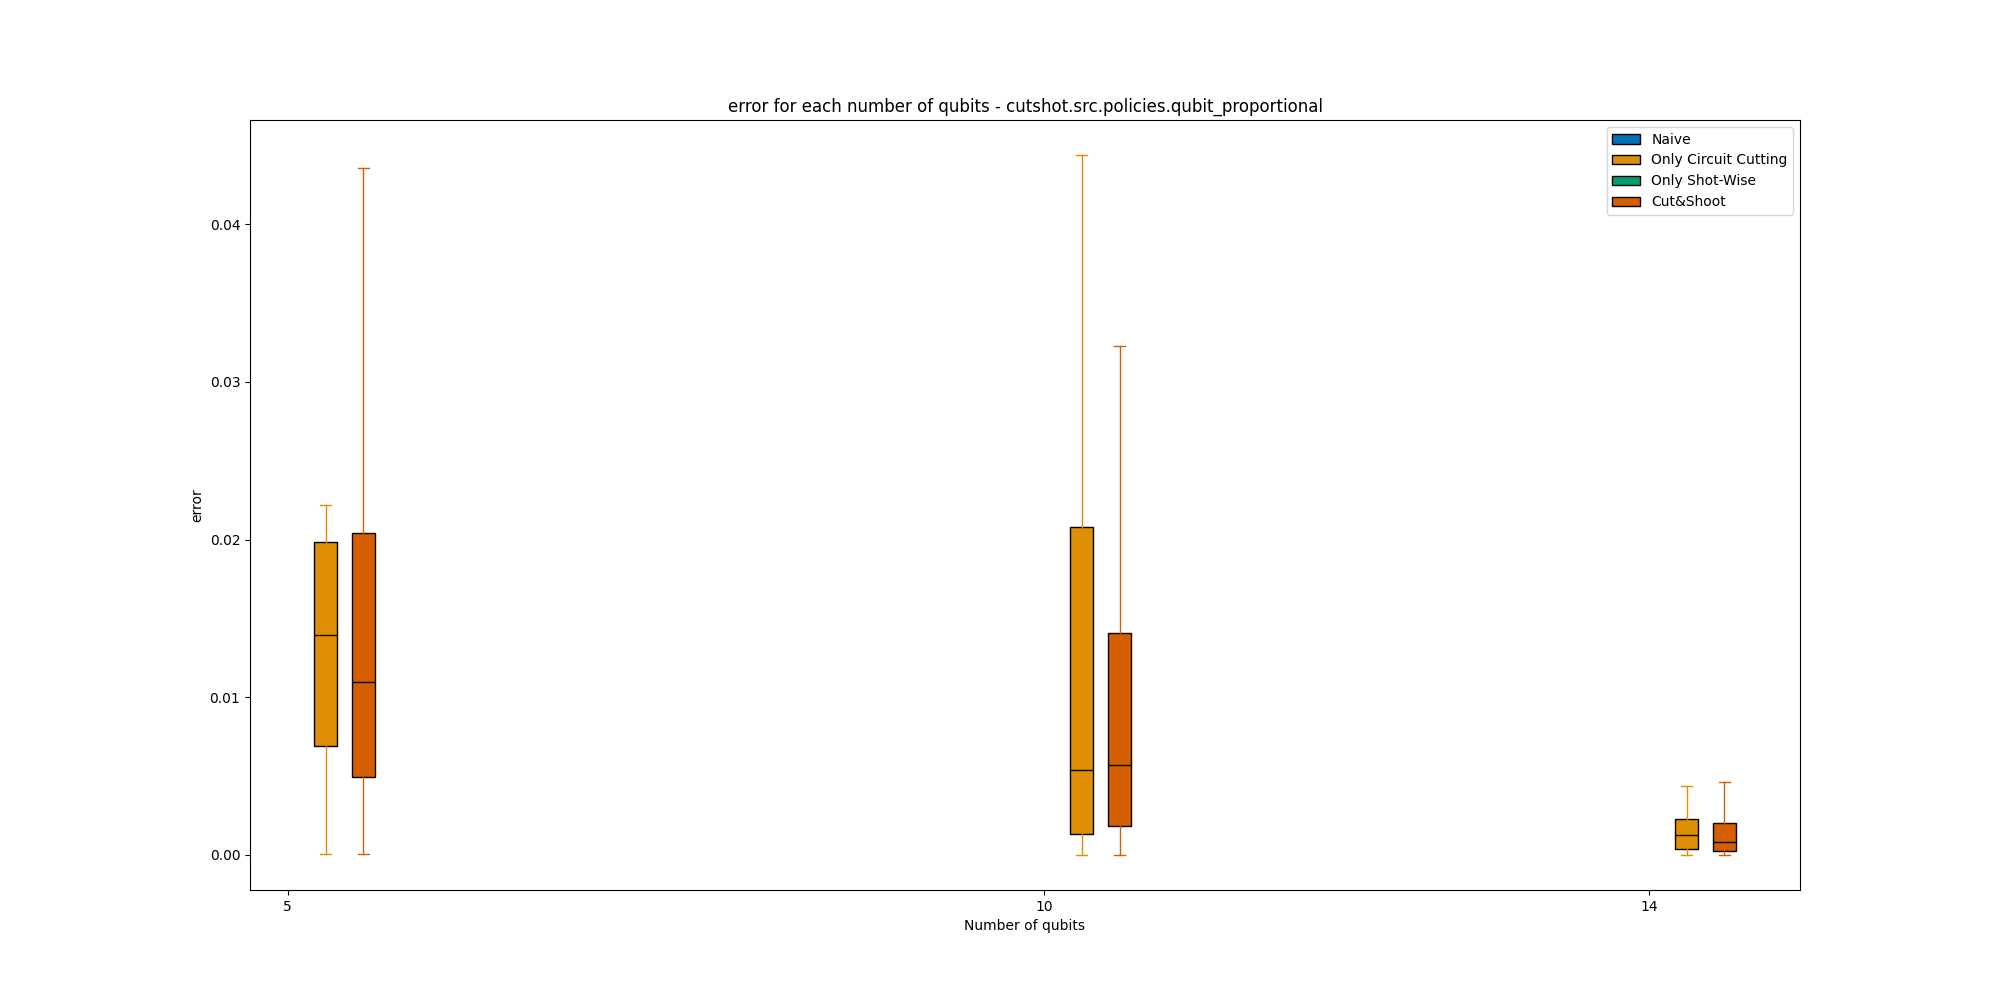 error for each number of qubits - cutshot.src.policies.qubit_proportional
Naive
Only Circuit Cutting
Only Shot-Wise
Cut&Shoot
0.04
0.03
0.02
0.01
0.00
error
5
10
14
Number of qubits